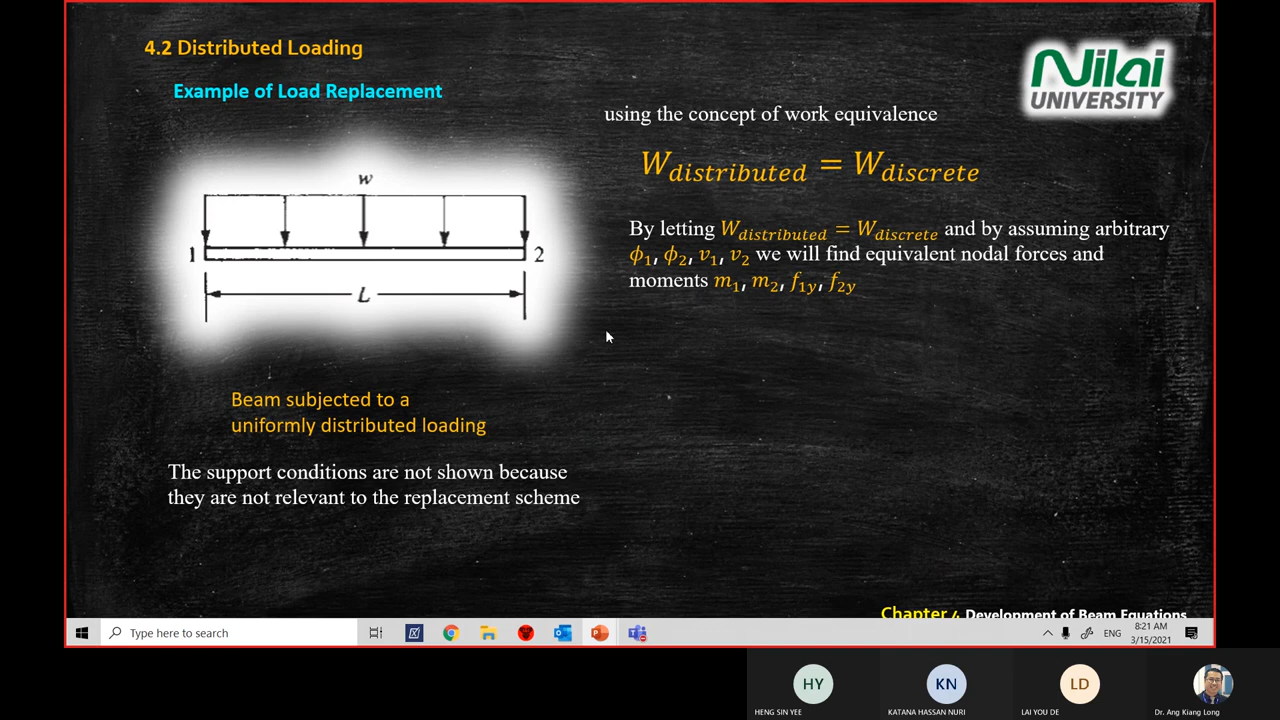 4.2 Distributed Loading
Example of Load Replacement
Nilai
UNIVERSITY
using the concept of work equivalence
W_distributed = W_discrete
w
1
2
L
By letting W_distributed = W_discrete and by assuming arbitrary
ϕ₁, ϕ₂, v₁, v₂ we will find equivalent nodal forces and
moments m₁, m₂, f₁y, f₂y
Beam subjected to a
uniformly distributed loading
The support conditions are not shown because
they are not relevant to the replacement scheme
Chapter 4 Development of Beam Equations
Type here to search
ENG
8:21 AM
3/15/2021
HY
KN
LD
HENG SIN YEE
KATANA HASSAN NURI
LAI YOU DE
Dr. Ang Kiang Long